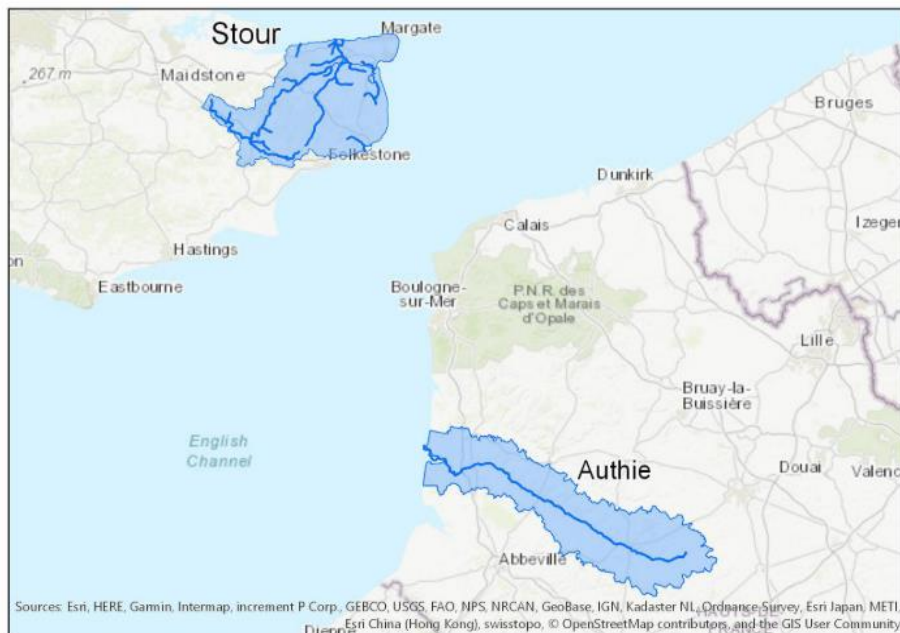 Stour
Margate
267 m
Maidstone
Bruges
Folkestone
Dunkirk
Calais
Izeger
Hastings
on
Eastbourne
Boulogne-
sur-Mer
P.N.R. des
Caps et Marais
d'Opale
Lille
Bruay-la-
Buissière
English
Channel
Authie
Douai
Valenc
Abbeville
Sources: Esri, HERE, Garmin, Intermap, increment P Corp., GEBCO, USGS, FAO, NPS, NRCAN, GeoBase, IGN, Kadaster NL, Ordnance Survey, Esri Japan, METI,
Esri China (Hong Kong), swisstopo, © OpenStreetMap contributors, and the GIS User Community
Dieppe